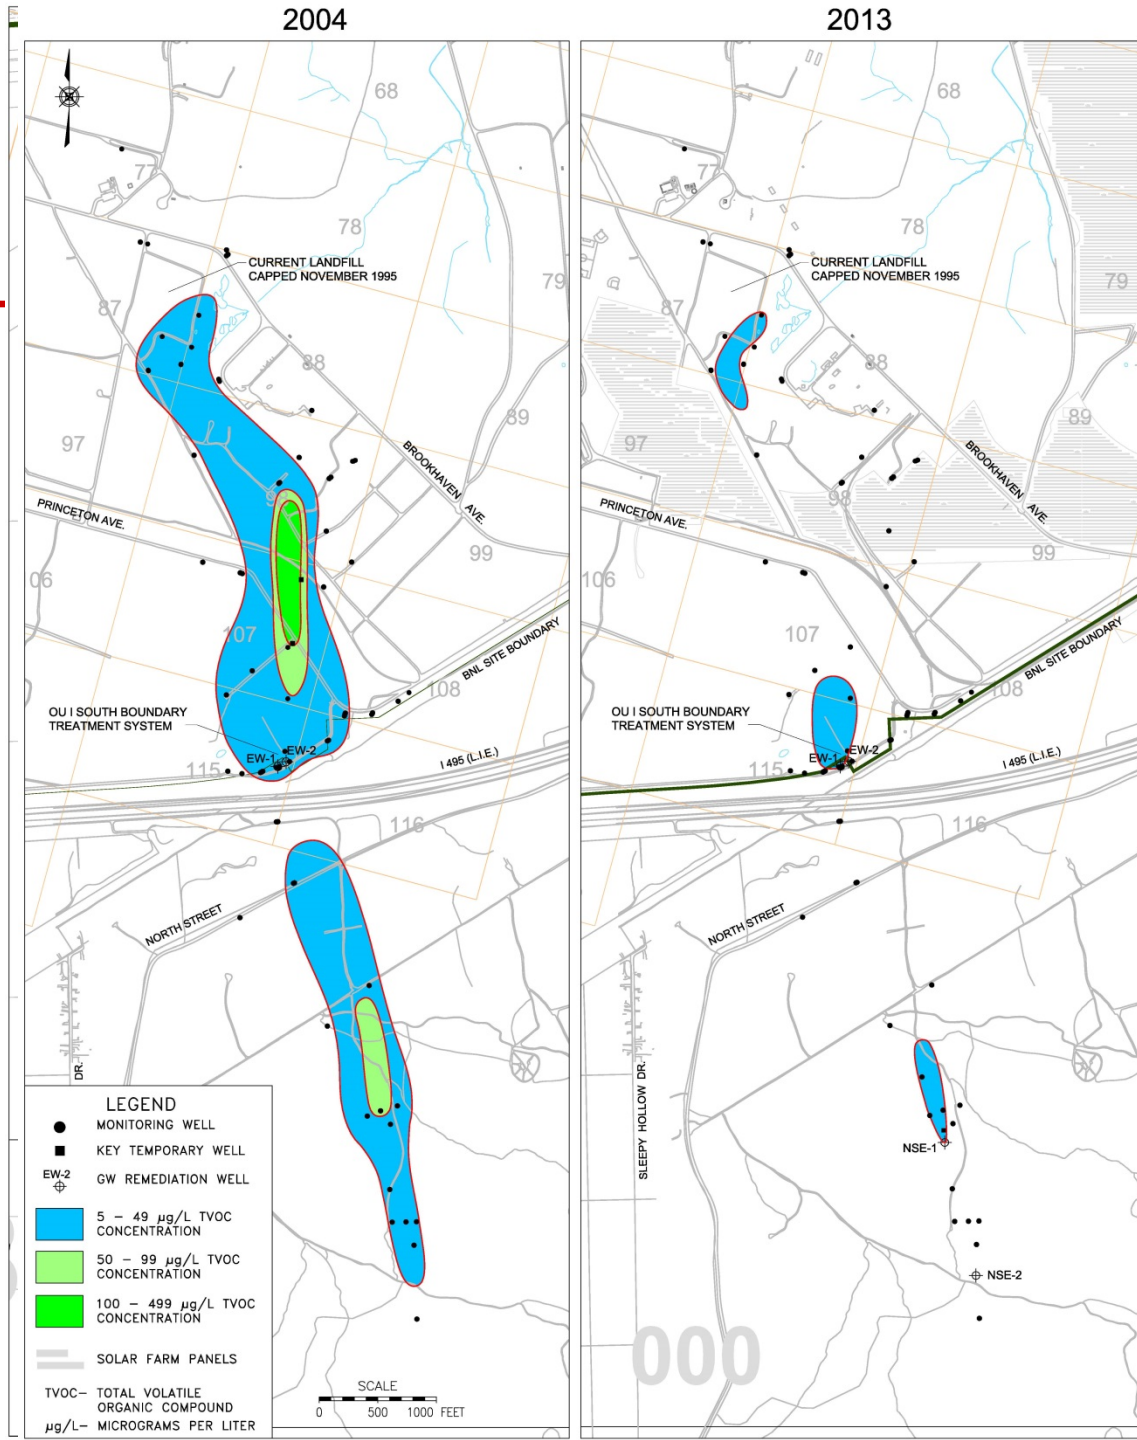 2004
2013
68
77
78
CURRENT LANDFILL
CAPPED NOVEMBER 1995
79
87
88
89
97
98
BROOKHAVEN
AVE.
PRINCETON AVE.
99
06
107
BNL SITE BOUNDARY
108
OU I SOUTH BOUNDARY
TREATMENT SYSTEM
EW-1
EW-2
115
I 495 (L.I.E.)
116
NORTH STREET
DR.
LEGEND
MONITORING WELL
KEY TEMPORARY WELL
EW-2
GW REMEDIATION WELL
5 – 49 µg/L TVOC
CONCENTRATION
50 – 99 µg/L TVOC
CONCENTRATION
100 – 499 µg/L TVOC
CONCENTRATION
SOLAR FARM PANELS
TVOC– TOTAL VOLATILE
ORGANIC COMPOUND
µg/L– MICROGRAMS PER LITER
SCALE
0 500 1000 FEET
68
77
78
CURRENT LANDFILL
CAPPED NOVEMBER 1995
79
87
88
89
97
98
BROOKHAVEN
AVE.
PRINCETON AVE.
99
106
107
BNL SITE BOUNDARY
108
OU I SOUTH BOUNDARY
TREATMENT SYSTEM
EW-1
EW-2
115
I 495 (L.I.E.)
116
NORTH STREET
SLEEPY HOLLOW DR.
NSE-1
NSE-2
000